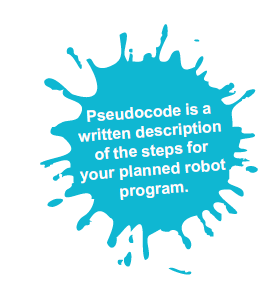 Pseudocode is a
written description
of the steps for
your planned robot
program.